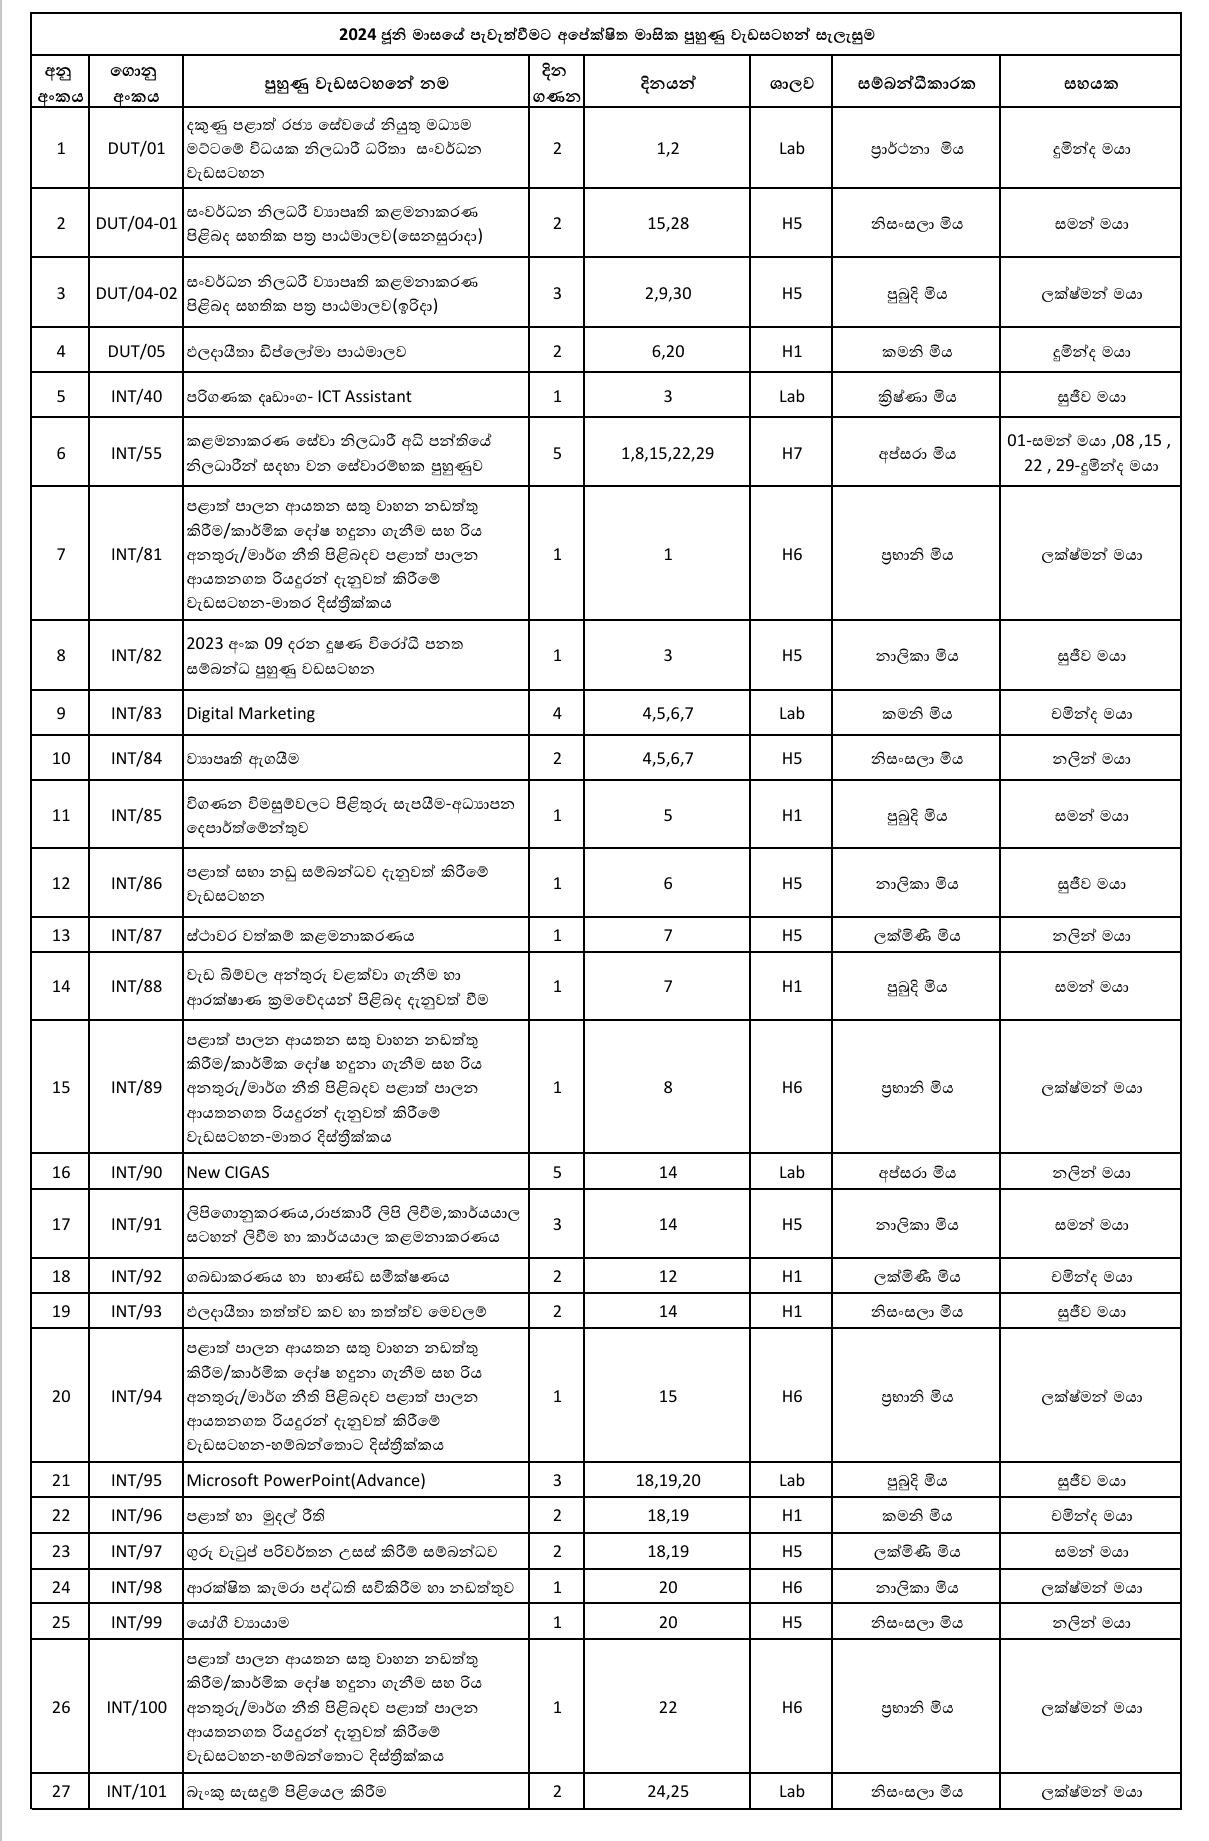 2024 ජූනි මාසයේ පැවැත්වීමට අපේක්ෂිත මාසික පුහුණු වැඩසටහන් සැලැසුම
අනු අංකය ගොනු අංකය පුහුණු වැඩසටහනේ නම දින ගණන දිනයන් ශාලව සම්බන්ධීකාරක සහයක
1 DUT/01 දකුණු පළාත් රාජ්‍ය සේවයේ නියුතු මධ්‍යම
මට්ටමේ විධයක නිලධාරී ධරිතා සංවර්ධන
වැඩසටහන 2 1,2 Lab ප්‍රාර්ථනා මිය දුමින්ද මයා
2 DUT/04-01 සංවර්ධන නිලධරී ව්‍යාපෘති කළමනාකරණ
පිළිබද සහතික පත්‍ර පාඨමාලව(සෙනසුරාදා) 2 15,28 H5 නිසංසලා මිය සමන් මයා
3 DUT/04-02 සංවර්ධන නිලධරී ව්‍යාපෘති කළමනාකරණ
පිළිබද සහතික පත්‍ර පාඨමාලව(ඉරිදා) 3 2,9,30 H5 පුබුදි මිය ලක්ෂ්මන් මයා
4 DUT/05 ඵලදායීතා ඩිප්ලෝමා පාඨමාලව 2 6,20 H1 කමනි මිය දුමින්ද මයා
5 INT/40 පරිගණක දෘඩාංග- ICT Assistant 1 3 Lab ක්‍රිෂ්ණා මිය සුජීව මයා
6 INT/55 කළමනාකරණ සේවා නිලධාරී අධි පන්තියේ
නිලධාරීන් සදහා වන සේවාරම්භක පුහුණුව 5 1,8,15,22,29 H7 අප්සරා මිය 01-සමන් මයා ,08 ,15 ,
22 , 29-දුමින්ද මයා
7 INT/81 පළාත් පාලන ආයතන සතු වාහන නඩත්තු
කිරීම/කාර්මික දෝෂ හදුනා ගැනීම සහ රිය
අනතුරු/මාර්ග නීති පිළිබදව පළාත් පාලන
ආයතනගත රියදුරන් දැනුවත් කිරීමේ
වැඩසටහන-මාතර දිස්ත්‍රීක්කය 1 1 H6 ප්‍රභානි මිය ලක්ෂ්මන් මයා
8 INT/82 2023 අංක 09 දරන දූෂණ විරෝධී පනත
සම්බන්ධ පුහුණු වඩසටහන 1 3 H5 නාලිකා මිය සුජීව මයා
9 INT/83 Digital Marketing 4 4,5,6,7 Lab කමනි මිය චමින්ද මයා
10 INT/84 ව්‍යාපෘති ඇගයීම 2 4,5,6,7 H5 නිසංසලා මිය නලින් මයා
11 INT/85 විගණන විමසුම්වලට පිළිතුරු සැපයීම-අධ්‍යාපන
දෙපාර්තමේන්තුව 1 5 H1 පුබුදි මිය සමන් මයා
12 INT/86 පළාත් සභා නඩු සම්බන්ධව දැනුවත් කිරීමේ
වැඩසටහන 1 6 H5 නාලිකා මිය සුජීව මයා
13 INT/87 ස්ථාවර වත්කම් කළමනාකරණය 1 7 H5 ලක්මිණී මිය නලින් මයා
14 INT/88 වැඩ බිම්වල අන්තුරු වළක්වා ගැනීම හා
ආරක්ෂාණ ක්‍රමවේදයන් පිළිබද දැනුවත් වීම 1 7 H1 පුබුදි මිය සමන් මයා
15 INT/89 පළාත් පාලන ආයතන සතු වාහන නඩත්තු
කිරීම/කාර්මික දෝෂ හදුනා ගැනීම සහ රිය
අනතුරු/මාර්ග නීති පිළිබදව පළාත් පාලන
ආයතනගත රියදුරන් දැනුවත් කිරීමේ
වැඩසටහන-මාතර දිස්ත්‍රීක්කය 1 8 H6 ප්‍රභානි මිය ලක්ෂ්මන් මයා
16 INT/90 New CIGAS 5 14 Lab අප්සරා මිය නලින් මයා
17 INT/91 ලිපිගොනුකරණය,රාජකාරී ලිපි ලිවීම,කාර්යයාල
සටහන් ලිවීම හා කාර්යයාල කළමනාකරණය 3 14 H5 නාලිකා මිය සමන් මයා
18 INT/92 ගබඩාකරණය හා භාණ්ඩ සමීක්ෂණය 2 12 H1 ලක්මිණී මිය චමින්ද මයා
19 INT/93 ඵලදායීතා තත්ත්ව කව හා තත්ත්ව මෙවලම් 2 14 H1 නිසංසලා මිය සුජීව මයා
20 INT/94 පළාත් පාලන ආයතන සතු වාහන නඩත්තු
කිරීම/කාර්මික දෝෂ හදුනා ගැනීම සහ රිය
අනතුරු/මාර්ග නීති පිළිබදව පළාත් පාලන
ආයතනගත රියදුරන් දැනුවත් කිරීමේ
වැඩසටහන-හම්බන්තොට දිස්ත්‍රීක්කය 1 15 H6 ප්‍රභානි මිය ලක්ෂ්මන් මයා
21 INT/95 Microsoft PowerPoint(Advance) 3 18,19,20 Lab පුබුදි මිය සුජීව මයා
22 INT/96 පළාත් හා මුදල් රීති 2 18,19 H1 කමනි මිය චමින්ද මයා
23 INT/97 ගුරු වැටුප් පරිවර්තන උසස් කිරීම් සම්බන්ධව 2 18,19 H5 ලක්මිණී මිය සමන් මයා
24 INT/98 ආරක්ෂිත කැමරා පද්ධති සවිකිරීම හා නඩත්තුව 1 20 H6 නාලිකා මිය ලක්ෂ්මන් මයා
25 INT/99 යෝගී ව්‍යායාම 1 20 H5 නිසංසලා මිය නලින් මයා
26 INT/100 පළාත් පාලන ආයතන සතු වාහන නඩත්තු
කිරීම/කාර්මික දෝෂ හදුනා ගැනීම සහ රිය
අනතුරු/මාර්ග නීති පිළිබදව පළාත් පාලන
ආයතනගත රියදුරන් දැනුවත් කිරීමේ
වැඩසටහන-හම්බන්තොට දිස්ත්‍රීක්කය 1 22 H6 ප්‍රභානි මිය ලක්ෂ්මන් මයා
27 INT/101 බැංකු සැසදුම් පිළියෙල කිරීම 2 24,25 Lab නිසංසලා මිය ලක්ෂ්මන් මයා